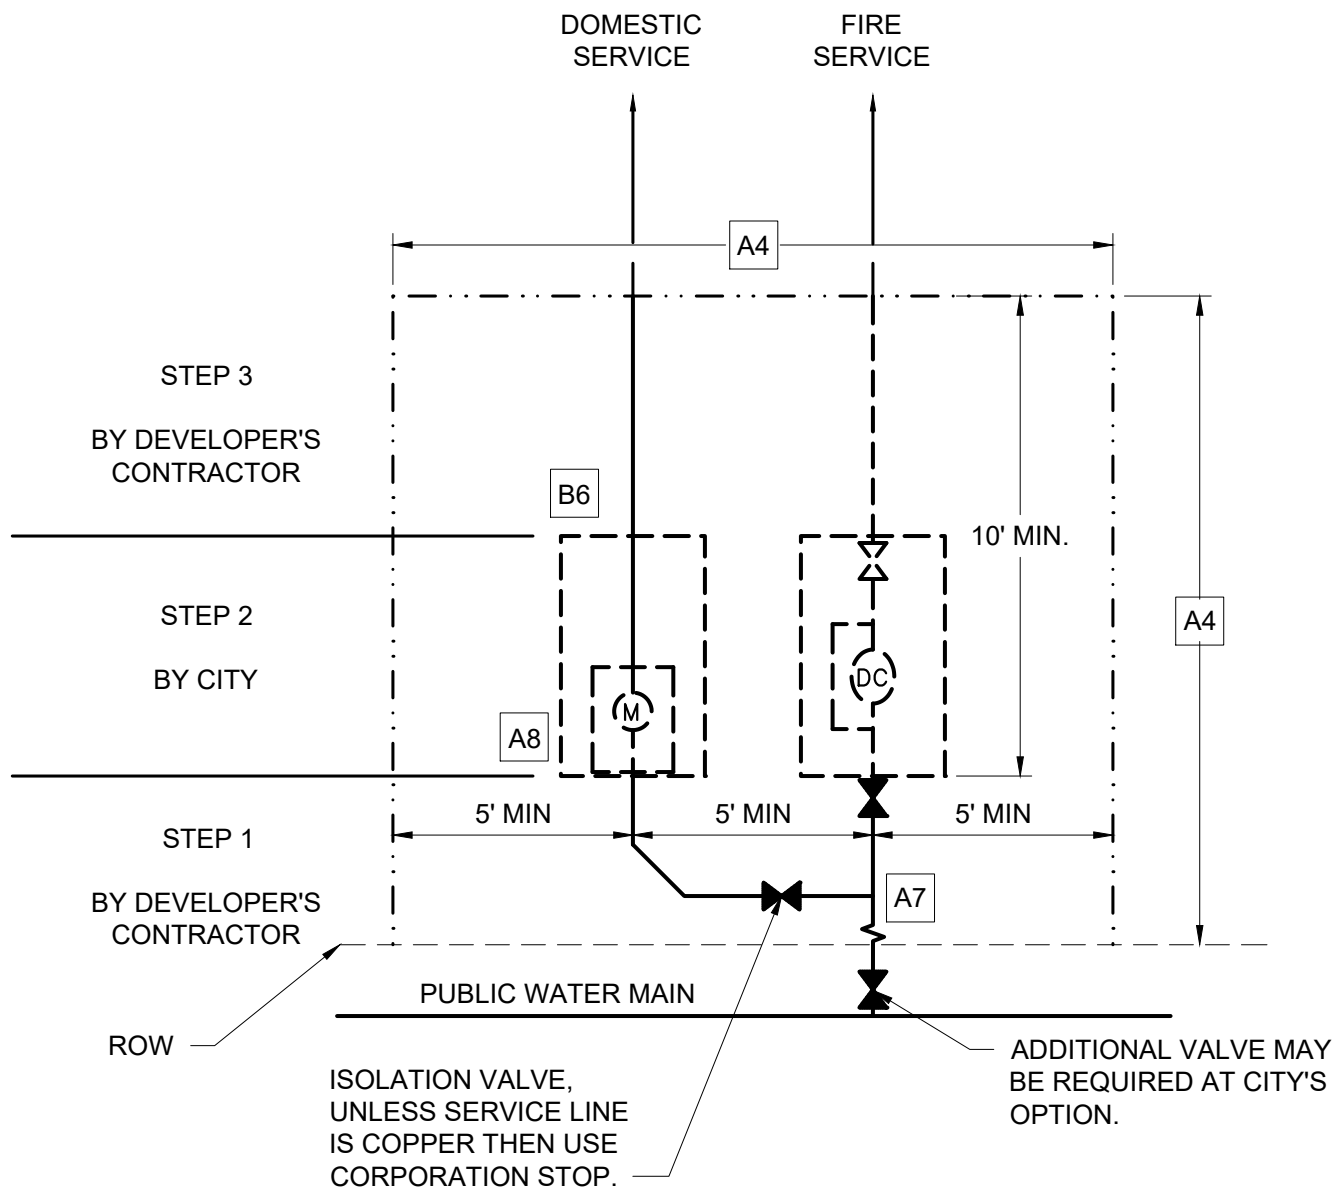 DOMESTIC
SERVICE
FIRE
SERVICE
A4
STEP 3
BY DEVELOPER'S
CONTRACTOR
B6
10' MIN.
STEP 2
BY CITY
A4
DC
M
A8
5' MIN
5' MIN
5' MIN
STEP 1
BY DEVELOPER'S
CONTRACTOR
A7
PUBLIC WATER MAIN
ROW
ISOLATION VALVE,
UNLESS SERVICE LINE
IS COPPER THEN USE
CORPORATION STOP.
ADDITIONAL VALVE MAY
BE REQUIRED AT CITY'S
OPTION.